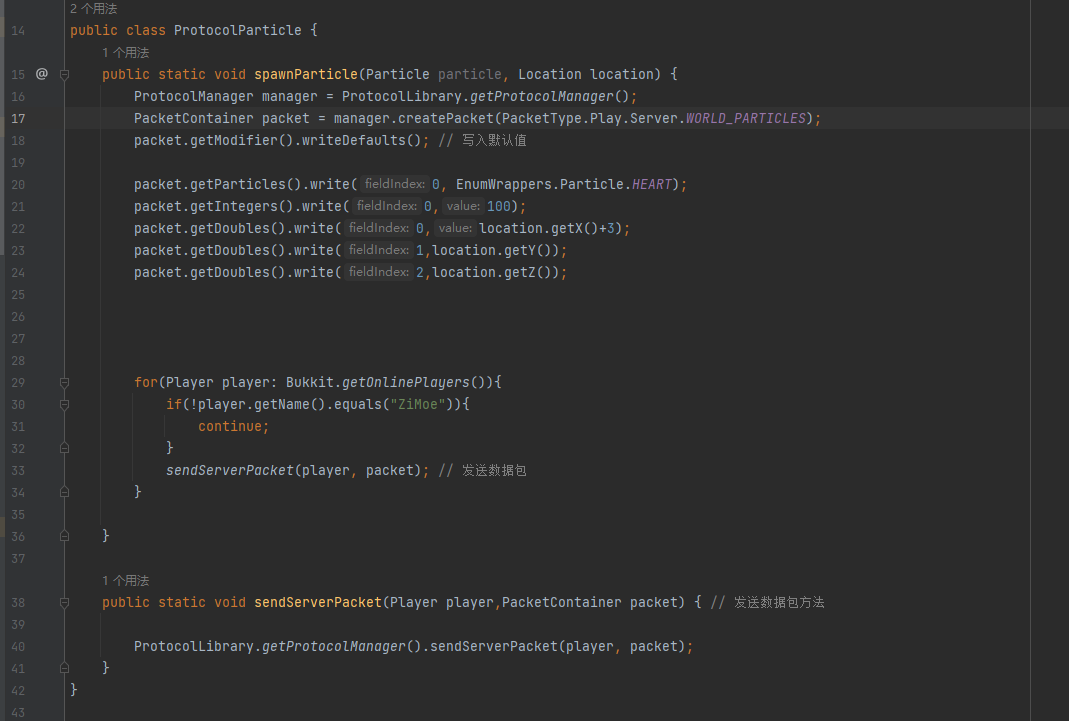 2 个用法
14 public class ProtocolParticle {
1 个用法
15 @ public static void spawnParticle(Particle particle, Location location) {
16 ProtocolManager manager = ProtocolLibrary.getProtocolManager();
17 PacketContainer packet = manager.createPacket(PacketType.Play.Server.WORLD_PARTICLES);
18 packet.getModifier().writeDefaults(); // 写入默认值
19
20 packet.getParticles().write( fieldIndex: 0, EnumWrappers.Particle.HEART);
21 packet.getIntegers().write( fieldIndex: 0, value: 100);
22 packet.getDoubles().write( fieldIndex: 0, value: location.getX()+3);
23 packet.getDoubles().write( fieldIndex: 1,location.getY());
24 packet.getDoubles().write( fieldIndex: 2,location.getZ());
25
26
27
28
29 for(Player player: Bukkit.getOnlinePlayers()){
30 if(!player.getName().equals("ZiMoe")){
31 continue;
32 }
33 sendServerPacket(player, packet); // 发送数据包
34 }
35
36 }
37
1 个用法
38 public static void sendServerPacket(Player player,PacketContainer packet) { // 发送数据包方法
39
40 ProtocolLibrary.getProtocolManager().sendServerPacket(player, packet);
41 }
42 }
43